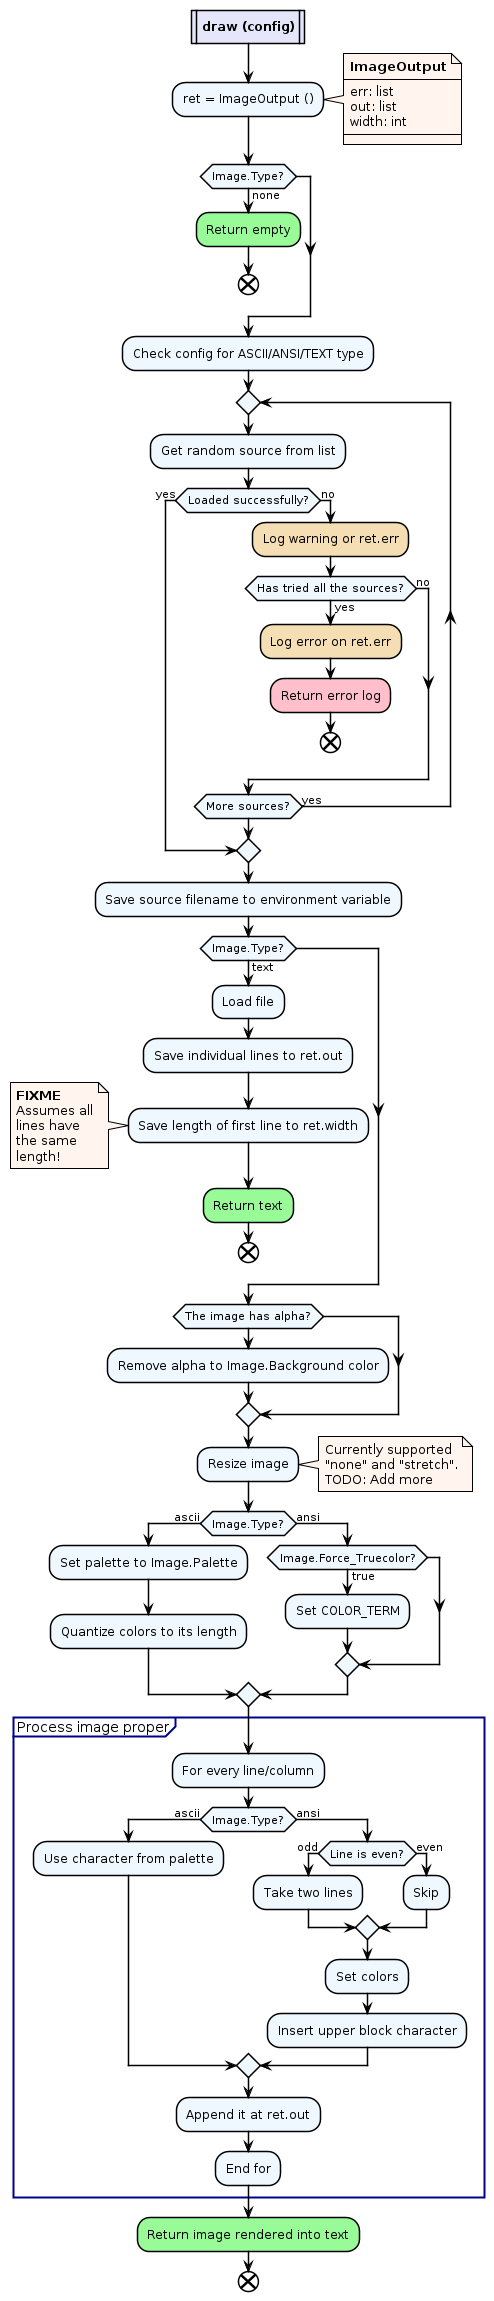 draw (config)
ImageOutput
err: list
out: list
width: int
ret = ImageOutput ()
Image.Type?
none
Return empty
Check config for ASCII/ANSI/TEXT type
Get random source from list
yes
Loaded successfully?
no
Log warning or ret.err
Has tried all the sources?
no
yes
Log error on ret.err
Return error log
More sources?
yes
Save source filename to environment variable
Image.Type?
text
Load file
Save individual lines to ret.out
FIXME
Assumes all
lines have
the same
length!
Save length of first line to ret.width
Return text
The image has alpha?
Remove alpha to Image.Background color
Resize image
Currently supported
"none" and "stretch".
TODO: Add more
ascii
Image.Type?
ansi
Set palette to Image.Palette
Quantize colors to its length
Image.Force_Truecolor?
true
Set COLOR_TERM
Process image proper
For every line/column
ascii
Image.Type?
ansi
Use character from palette
odd
Line is even?
even
Take two lines
Skip
Set colors
Insert upper block character
Append it at ret.out
End for
Return image rendered into text